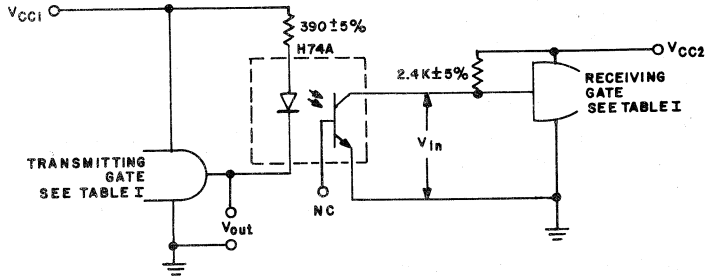 VCC1
390±5%
H74A
VCC2
2.4K±5%
RECEIVING
GATE
SEE TABLE I
TRANSMITTING
GATE
SEE TABLE I
Vin
NC
Vout